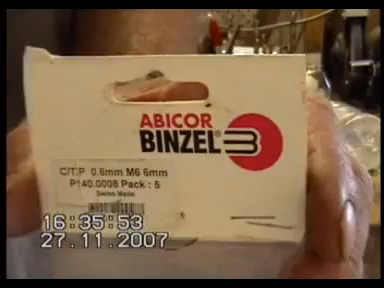 ABICOR
BINZEL®
C/T.P. 0.6mm M6 6mm
P140.0008 Pack : 5
Swiss Made
16:35:53
27.11.2007